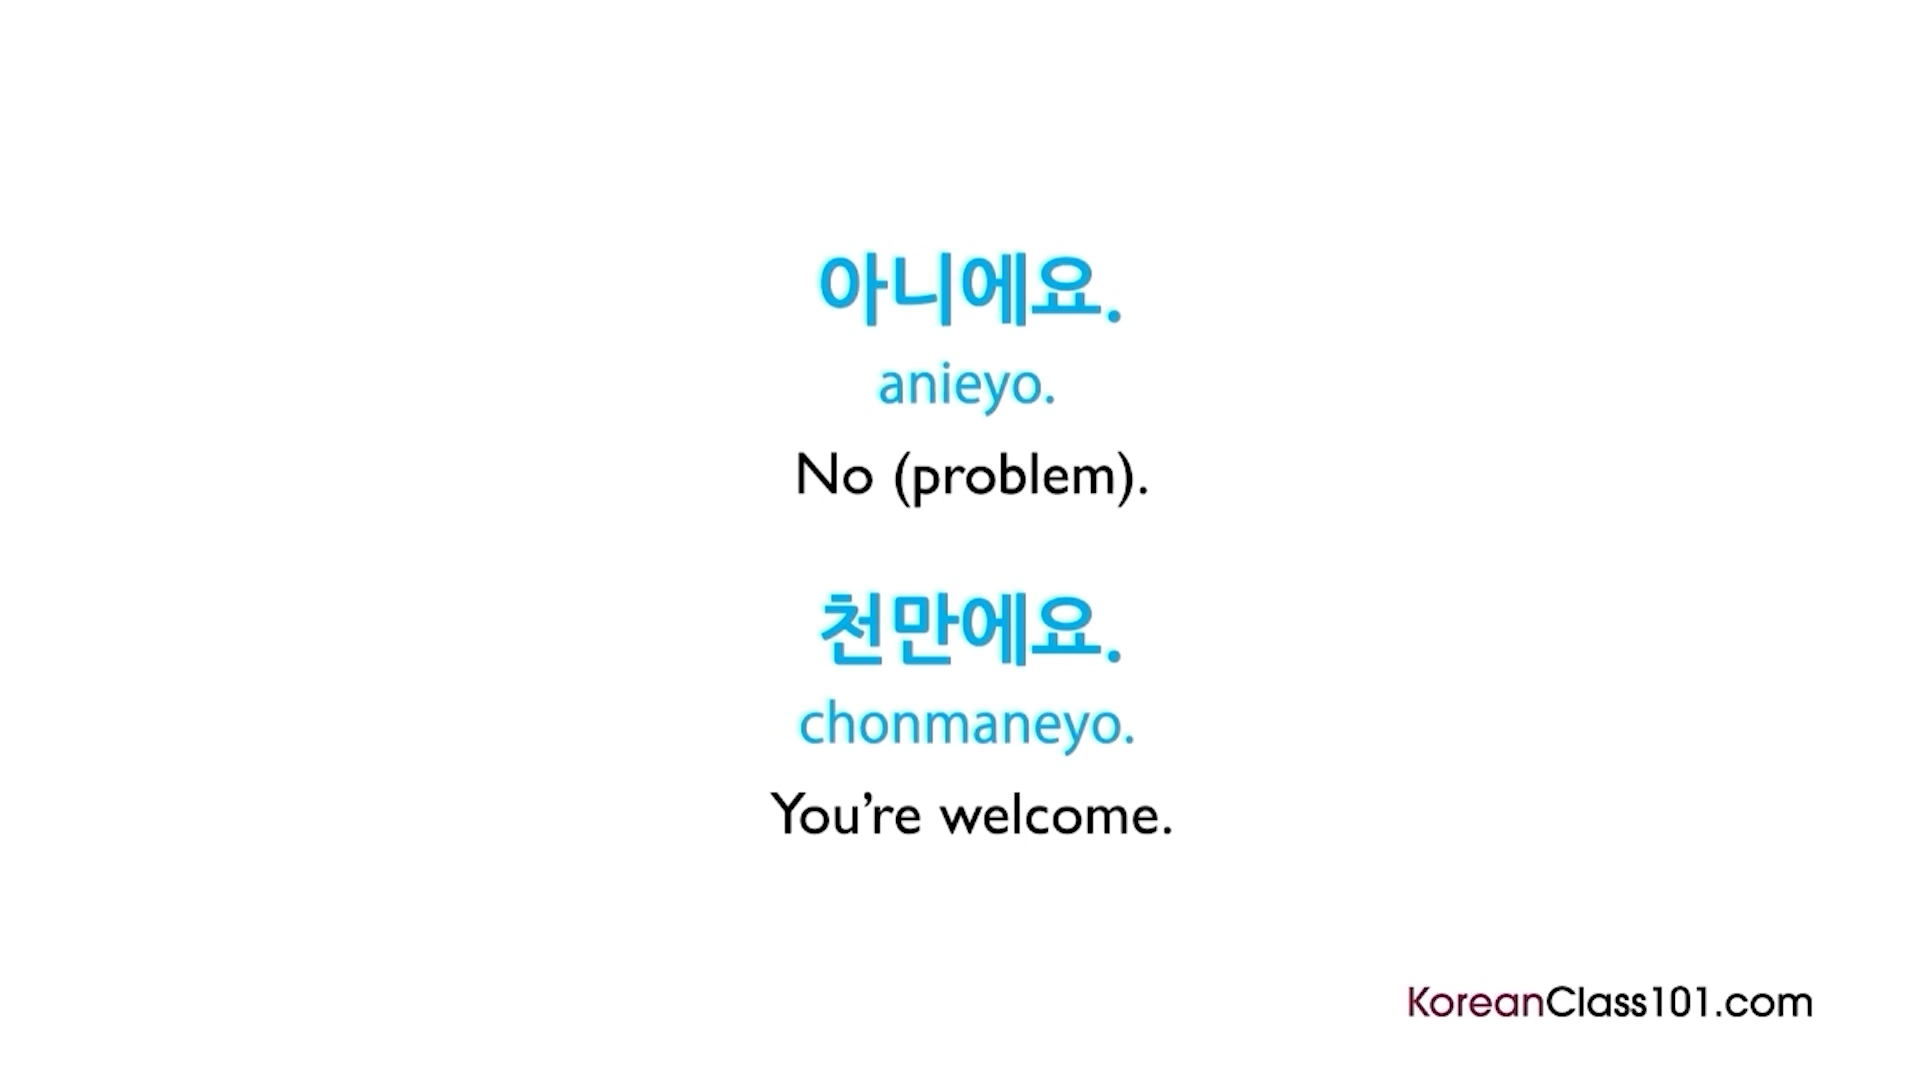 아니에요.
anieyo.
No (problem).
천만에요.
chonmaneyo.
You’re welcome.
KoreanClass101.com